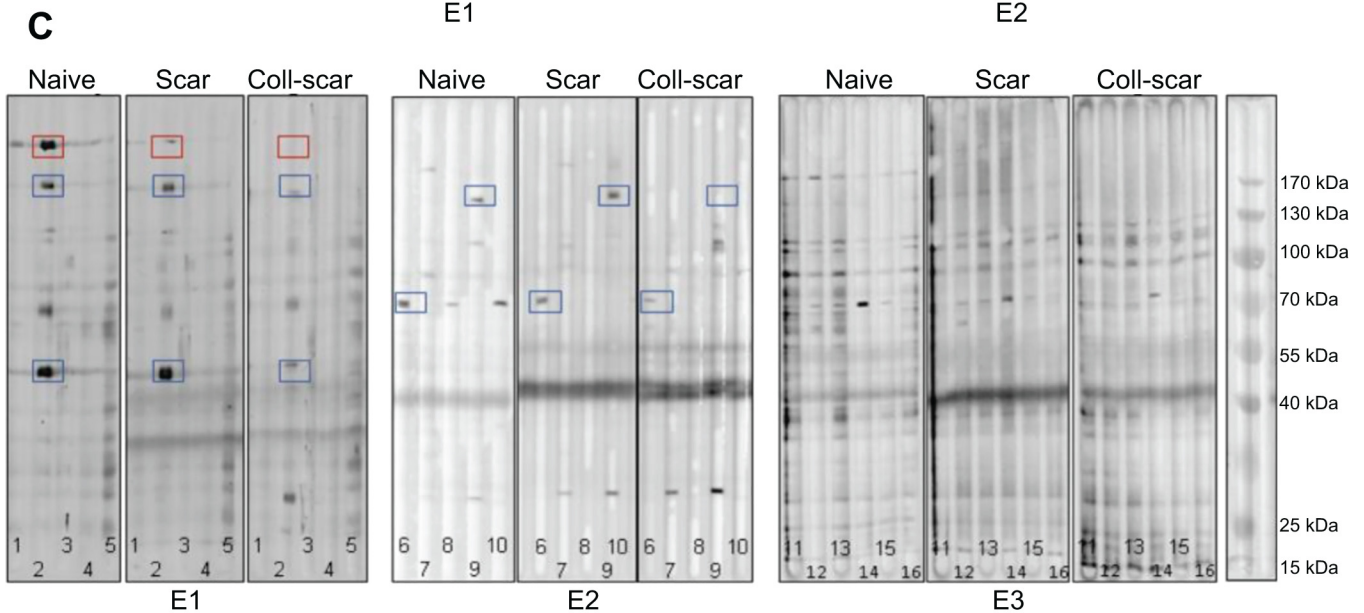 E1 E2
C
Naive Scar Coll-scar Naive Scar Coll-scar Naive Scar Coll-scar
170 kDa
130 kDa
100 kDa
70 kDa
55 kDa
40 kDa
25 kDa
15 kDa
1 3 5 1 3 5 1 3 5 6 8 10 6 8 10 6 8 10 11 13 15 11 13 15 11 13 15
2 4 2 4 2 4 7 9 7 9 7 9 12 14 16 12 14 16 12 14 16
E1 E2 E3